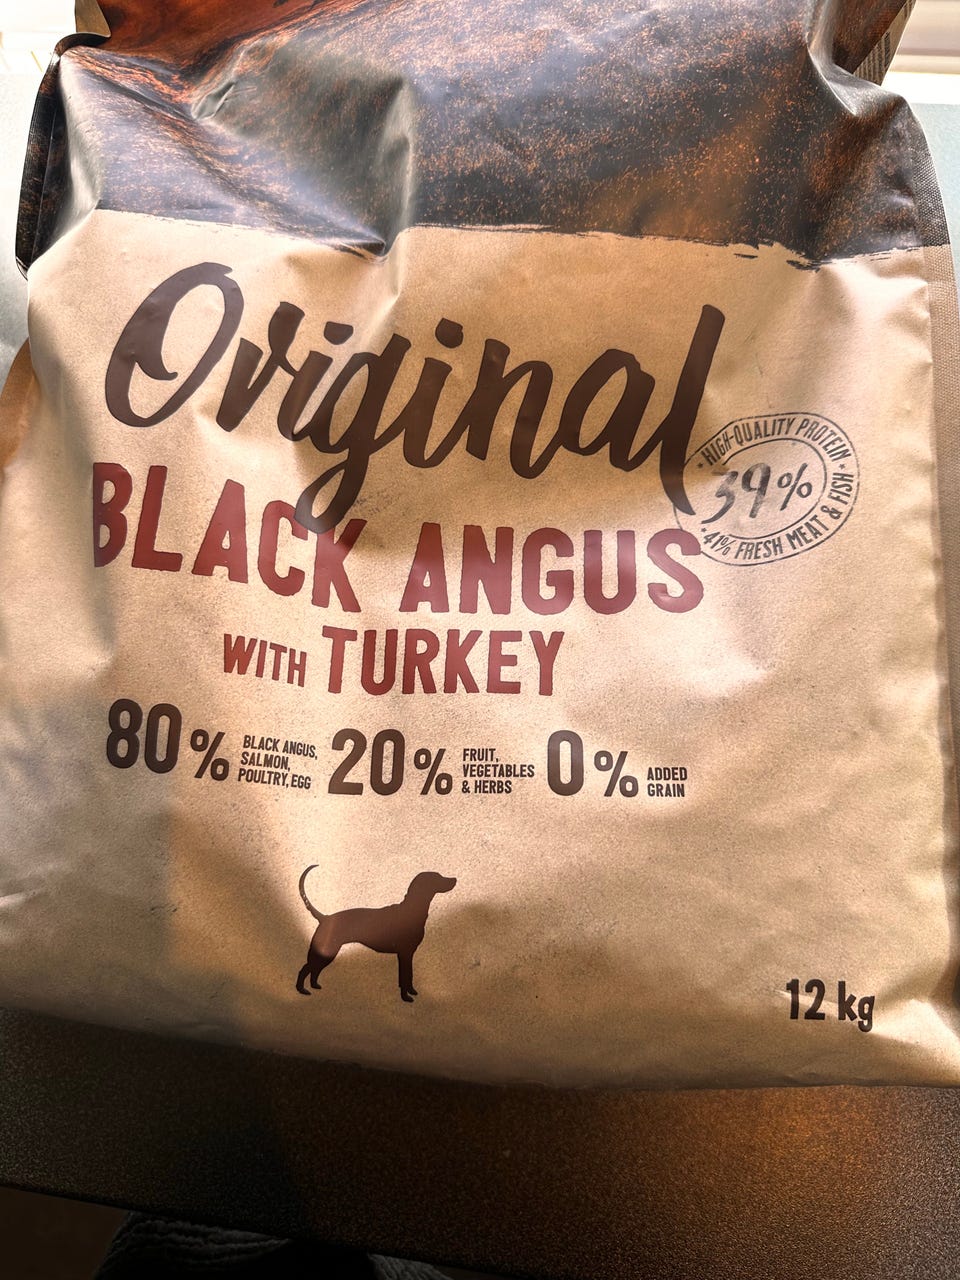 Original
HIGH-QUALITY PROTEIN
39%
41% FRESH MEAT & FISH
BLACK ANGUS
WITH TURKEY
80% BLACK ANGUS, SALMON, POULTRY, EGG
20% FRUIT, VEGETABLES & HERBS
0% ADDED GRAIN
12 kg